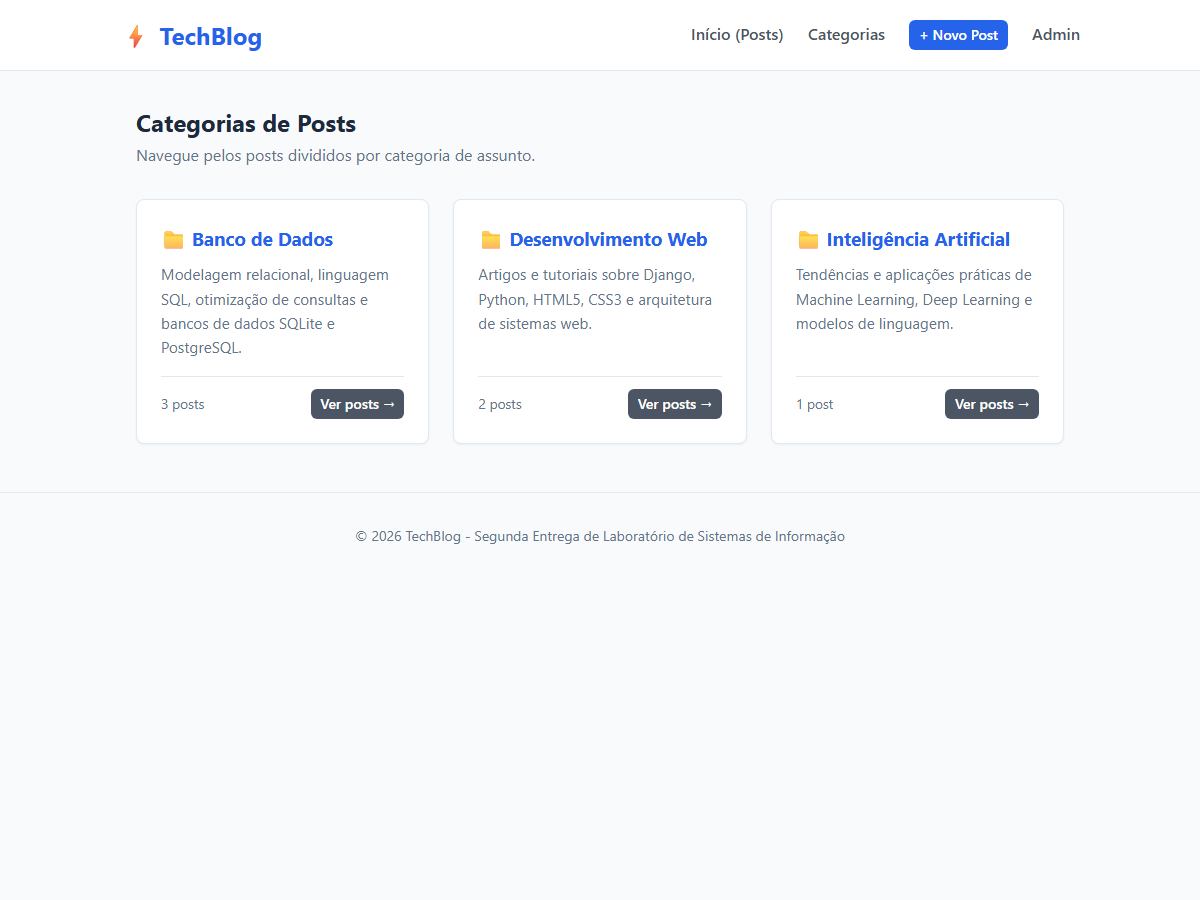 TechBlog
Início (Posts)
Categorias
+ Novo Post
Admin
Categorias de Posts
Navegue pelos posts divididos por categoria de assunto.
Banco de Dados
Modelagem relacional, linguagem
SQL, otimização de consultas e
bancos de dados SQLite e
PostgreSQL.
3 posts
Ver posts →
Desenvolvimento Web
Artigos e tutoriais sobre Django,
Python, HTML5, CSS3 e arquitetura
de sistemas web.
2 posts
Ver posts →
Inteligência Artificial
Tendências e aplicações práticas de
Machine Learning, Deep Learning e
modelos de linguagem.
1 post
Ver posts →
© 2026 TechBlog - Segunda Entrega de Laboratório de Sistemas de Informação